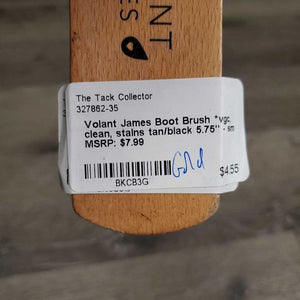 NT
ES
The Tack Collector
327862-35
Volant James Boot Brush *vgc,
clean, stains tan/black 5.75" - sm
MSRP: $7.99
Gold
BKCB3G
$4.55